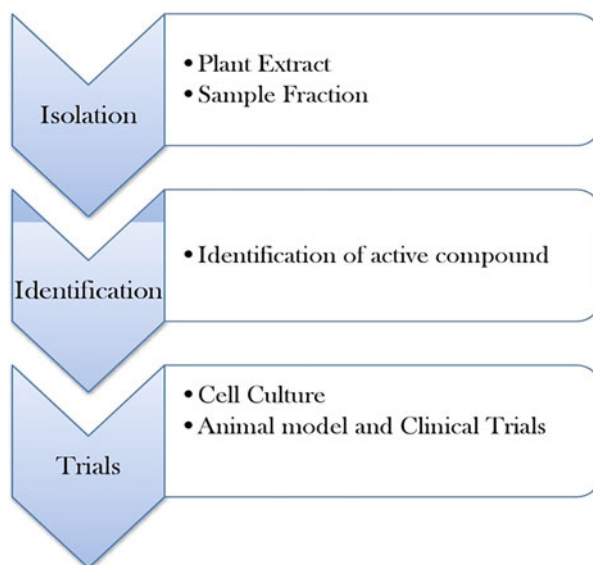 Isolation
• Plant Extract
• Sample Fraction
Identification
• Identification of active compound
Trials
• Cell Culture
• Animal model and Clinical Trials